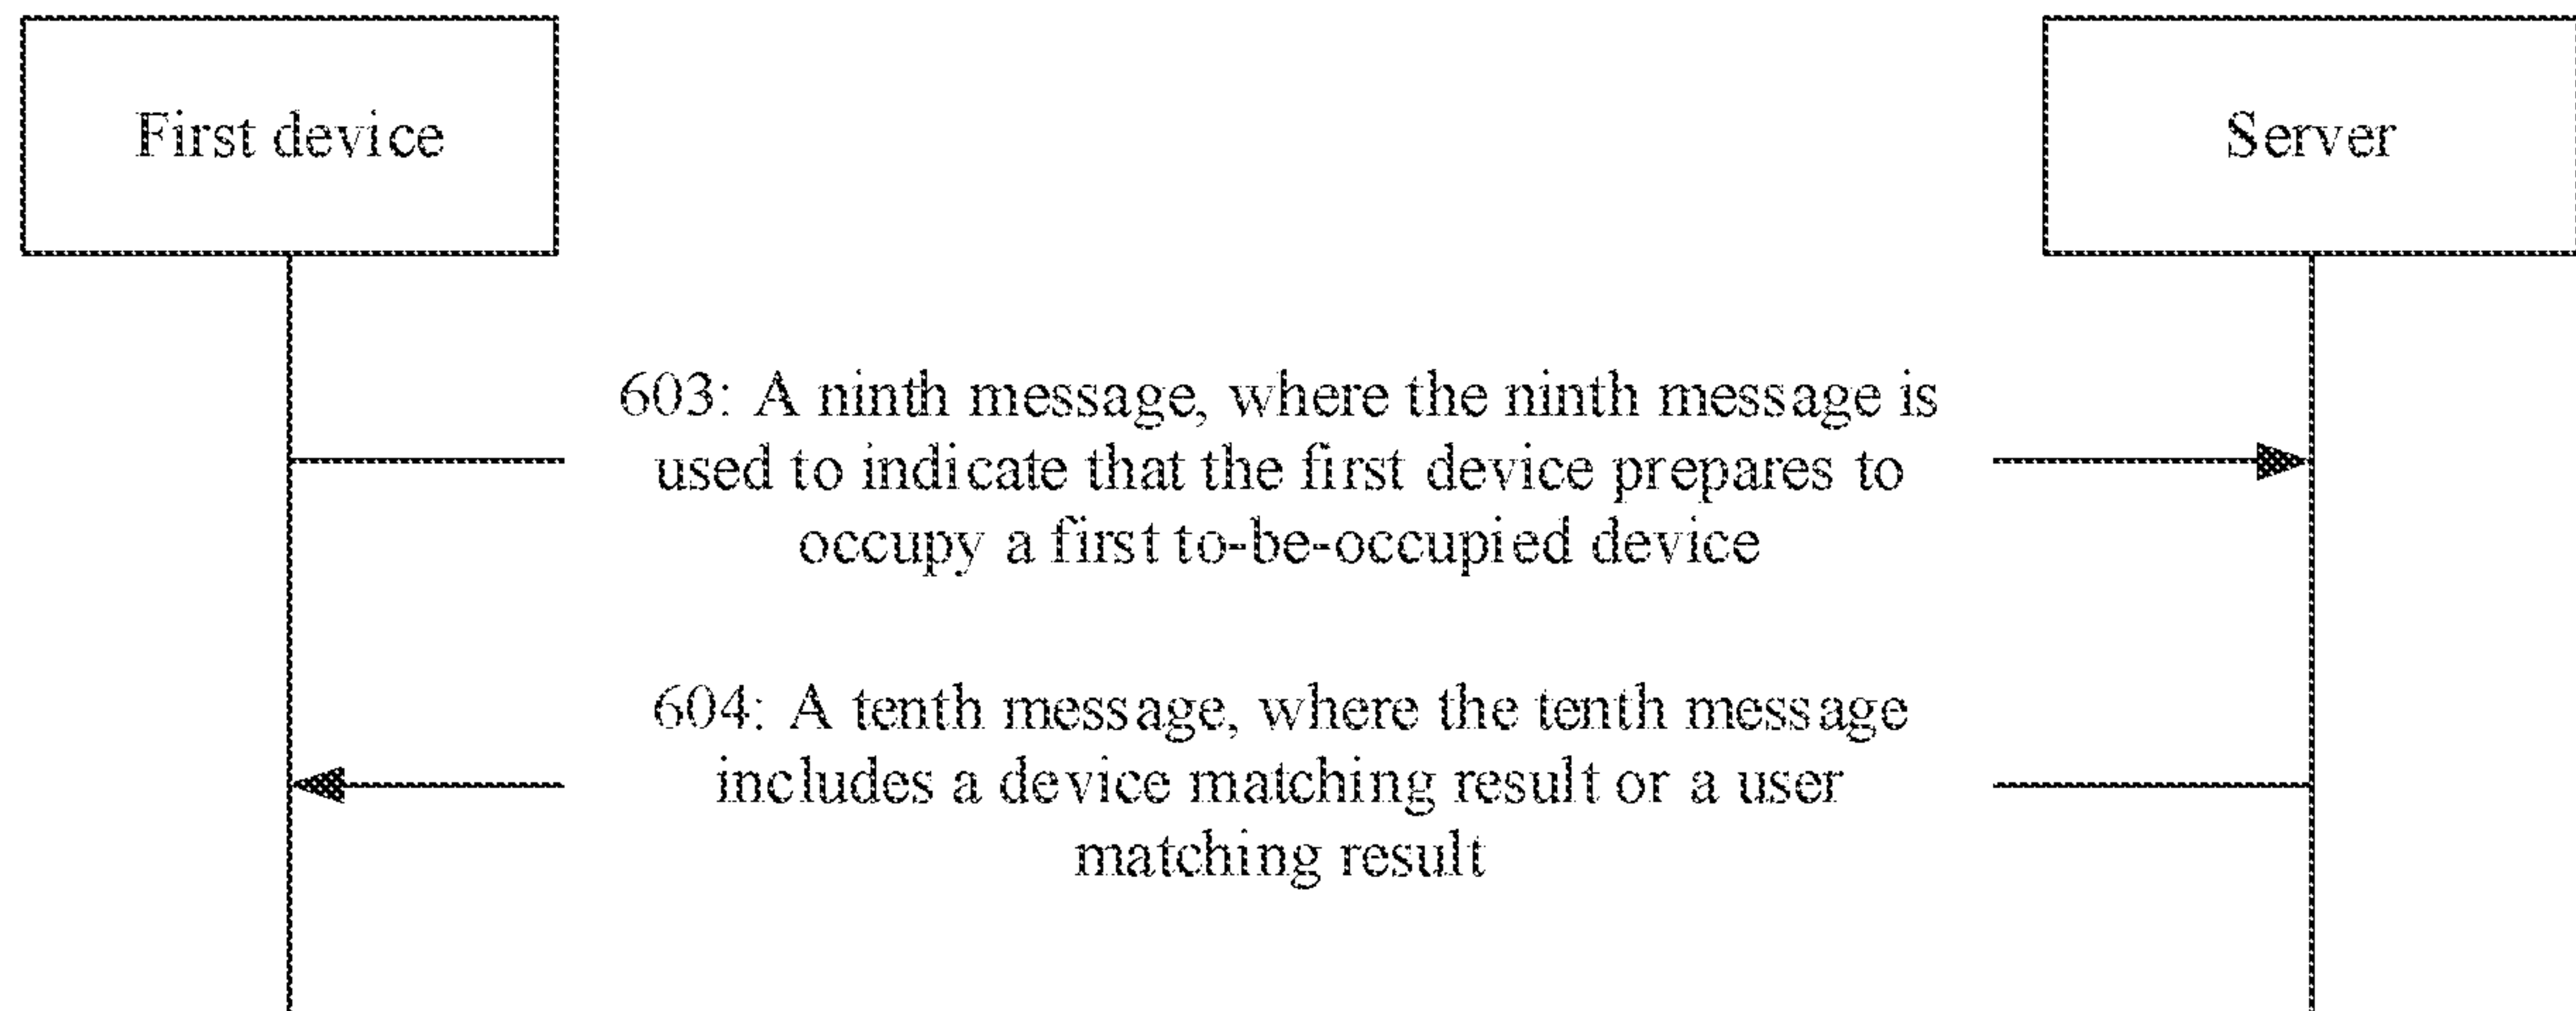 First device
Server
603: A ninth message, where the ninth message is
used to indicate that the first device prepares to
occupy a first to-be-occupied device
604: A tenth message, where the tenth message
includes a device matching result or a user
matching result